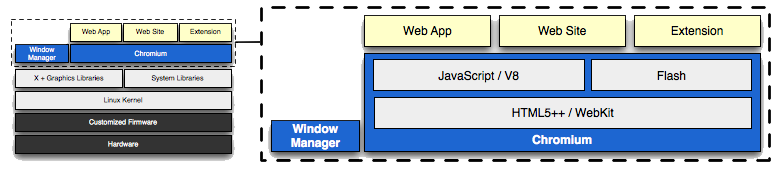 Web App
Web Site
Extension
Window
Manager
Chromium
X + Graphics Libraries
System Libraries
Linux Kernel
Customized Firmware
Hardware
Web App
Web Site
Extension
JavaScript / V8
Flash
HTML5++ / WebKit
Window
Manager
Chromium